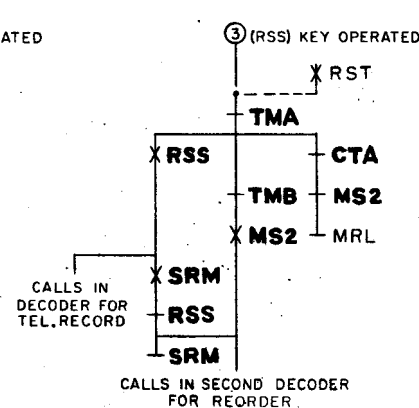 ATED
3 (RSS) KEY OPERATED
RST
TMA
RSS
CTA
TMB
MS2
MS2
MRL
SRM
CALLS IN
DECODER FOR
TEL. RECORD
RSS
SRM
CALLS IN SECOND DECODER
FOR REORDER